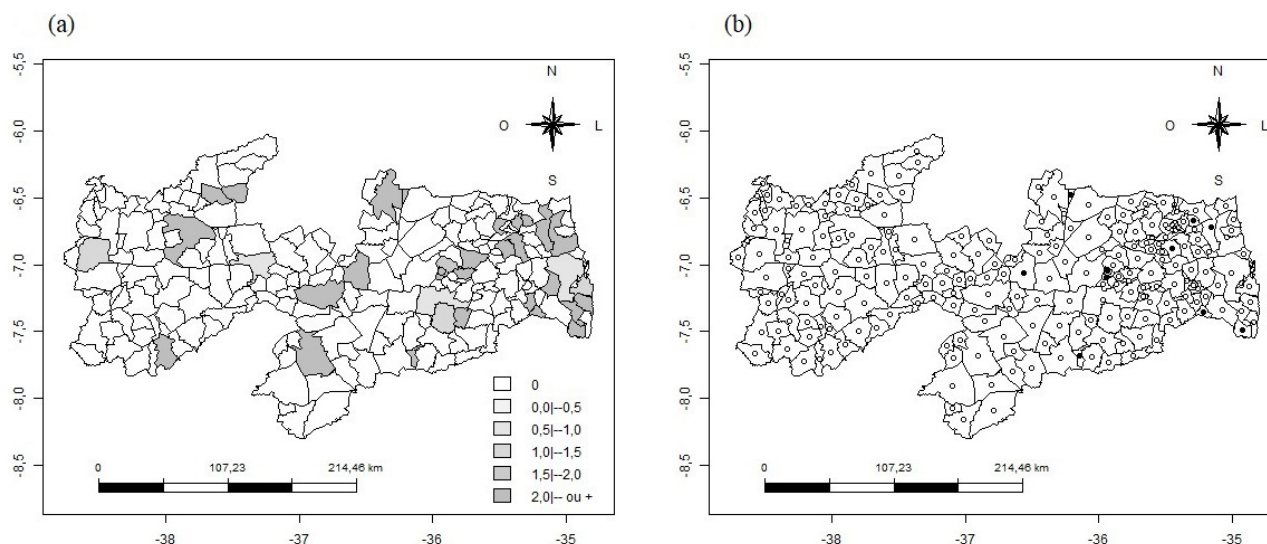 (a)
(b)
-5,5
-6,0
-6,5
-7,0
-7,5
-8,0
-8,5
N
O
L
S
0
0,0|--0,5
0,5|--1,0
1,0|--1,5
1,5|--2,0
2,0|-- ou +
0
107,23
214,46 km
-38
-37
-36
-35
-5,5
-6,0
-6,5
-7,0
-7,5
-8,0
-8,5
N
O
L
S
0
107,23
214,46 km
-38
-37
-36
-35